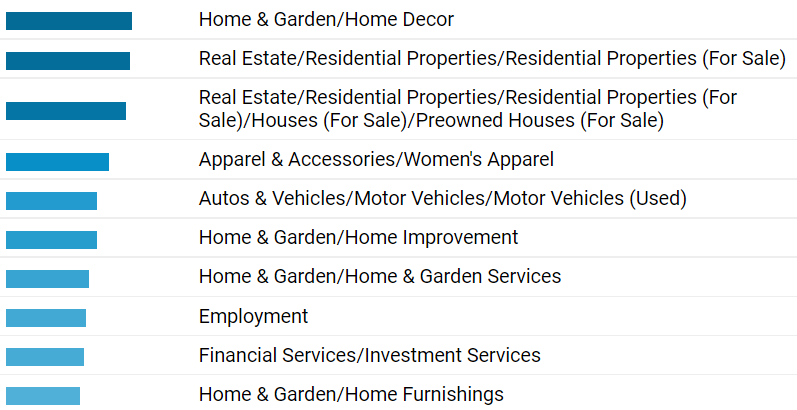 Home & Garden/Home Decor
Real Estate/Residential Properties/Residential Properties (For Sale)
Real Estate/Residential Properties/Residential Properties (For
Sale)/Houses (For Sale)/Preowned Houses (For Sale)
Apparel & Accessories/Women's Apparel
Autos & Vehicles/Motor Vehicles/Motor Vehicles (Used)
Home & Garden/Home Improvement
Home & Garden/Home & Garden Services
Employment
Financial Services/Investment Services
Home & Garden/Home Furnishings